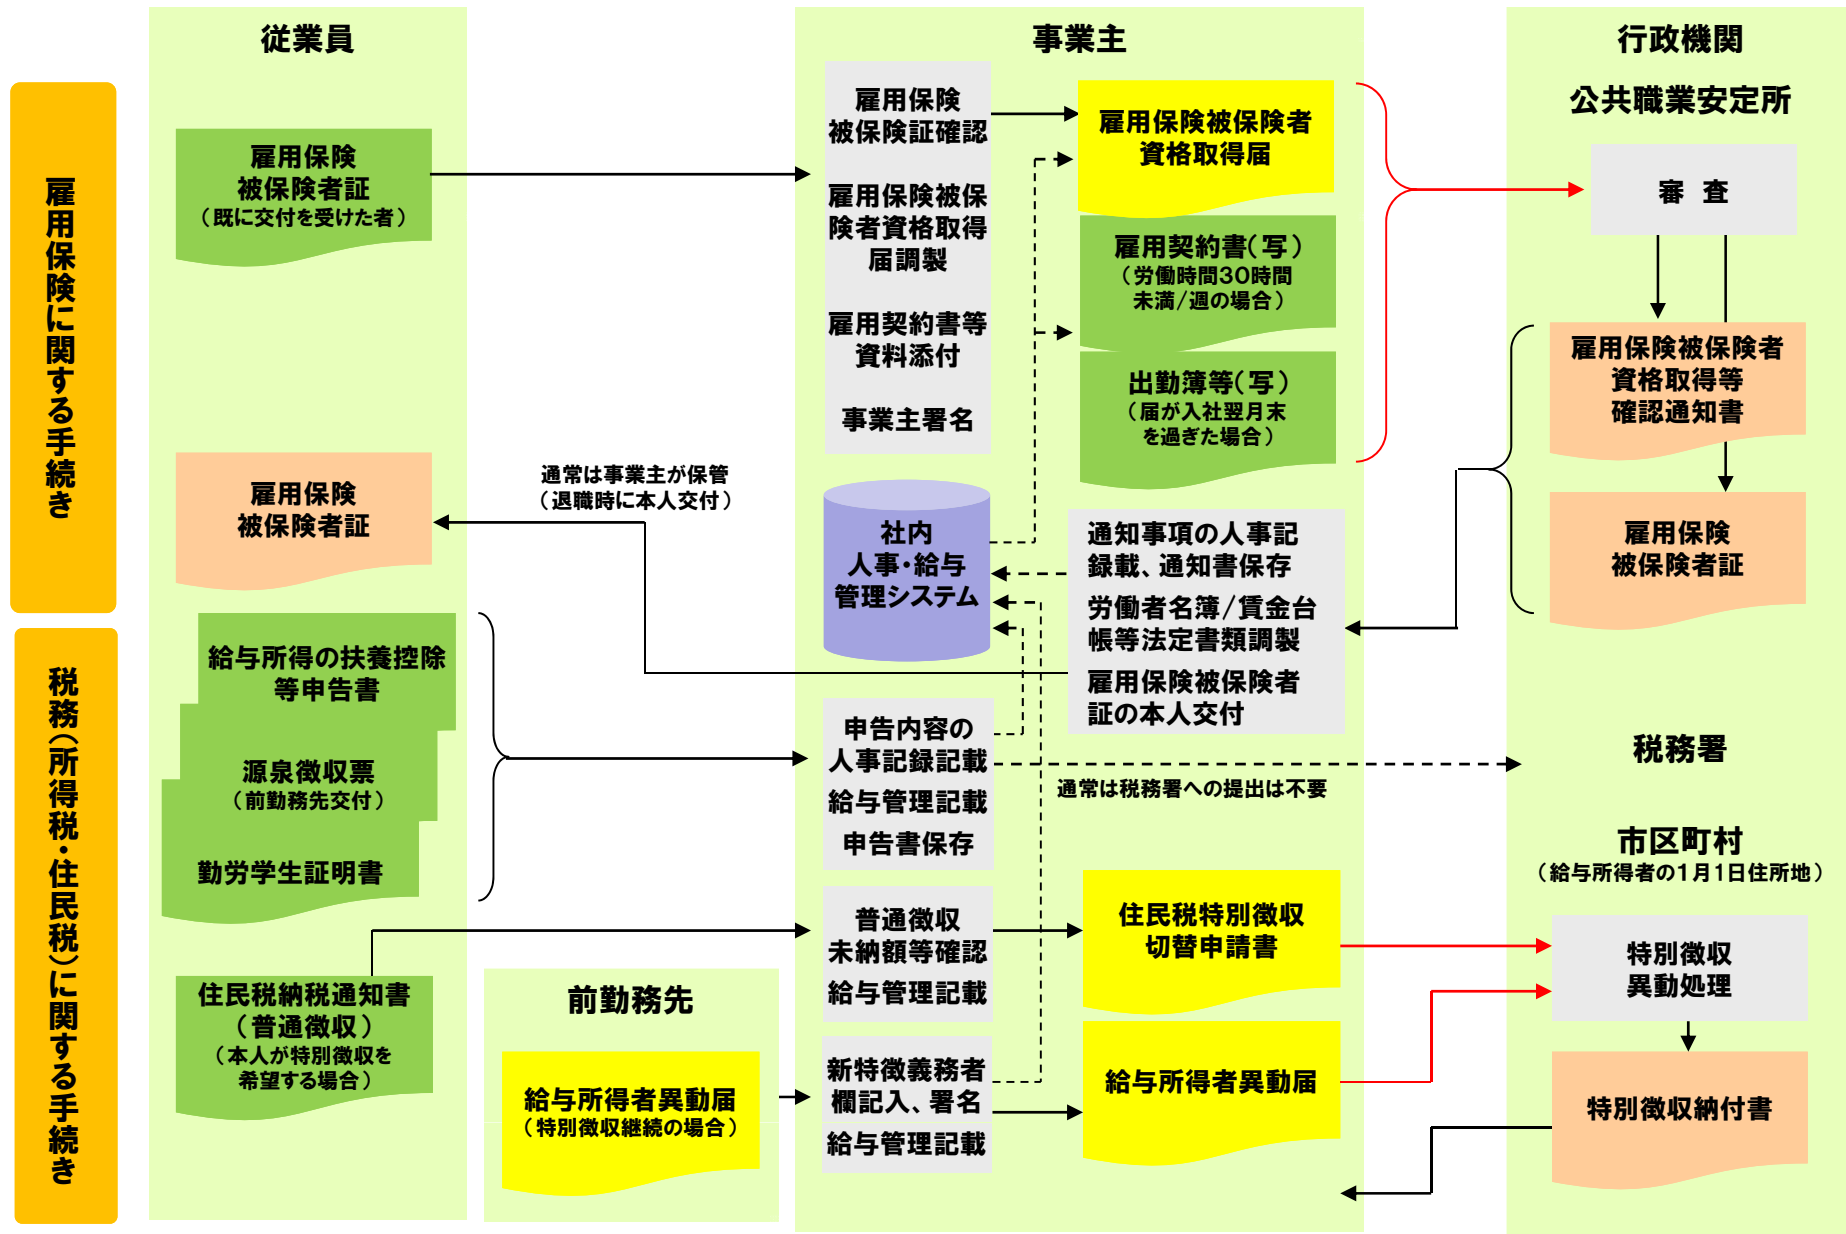 従業員
事業主
行政機関
公共職業安定所
雇用保険に関する手続き
雇用保険
被保険者証
（既に交付を受けた者）
雇用保険
被保険証確認
雇用保険被保
険者資格取得
届調製
雇用契約書等
資料添付
事業主署名
雇用保険被保険者
資格取得届
雇用契約書（写）
（労働時間30時間
未満/週の場合）
出勤簿等（写）
（届が入社翌月末
を過ぎた場合）
審　査
雇用保険被保険者
資格取得等
確認通知書
雇用保険
被保険者証
雇用保険
被保険者証
通常は事業主が保管
（退職時に本人交付）
社内
人事・給与
管理システム
通知事項の人事記
録載、通知書保存
労働者名簿/賃金台
帳等法定書類調製
雇用保険被保険者
証の本人交付
税務（所得税・住民税）に関する手続き
給与所得の扶養控除
等申告書
源泉徴収票
（前勤務先交付）
勤労学生証明書
申告内容の
人事記録記載
給与管理記載
申告書保存
通常は税務署への提出は不要
税務署
市区町村
（給与所得者の1月1日住所地）
住民税納税通知書
（普通徴収）
（本人が特別徴収を
希望する場合）
普通徴収
未納額等確認
給与管理記載
住民税特別徴収
切替申請書
特別徴収
異動処理
前勤務先
給与所得者異動届
（特別徴収継続の場合）
新特徴義務者
欄記入、署名
給与管理記載
給与所得者異動届
特別徴収納付書